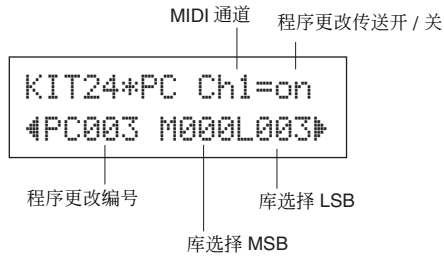 MIDI 通道
程序更改传送开 / 关
KIT24*PC Ch1=on
PC003 M000L003
程序更改编号
库选择 LSB
库选择 MSB